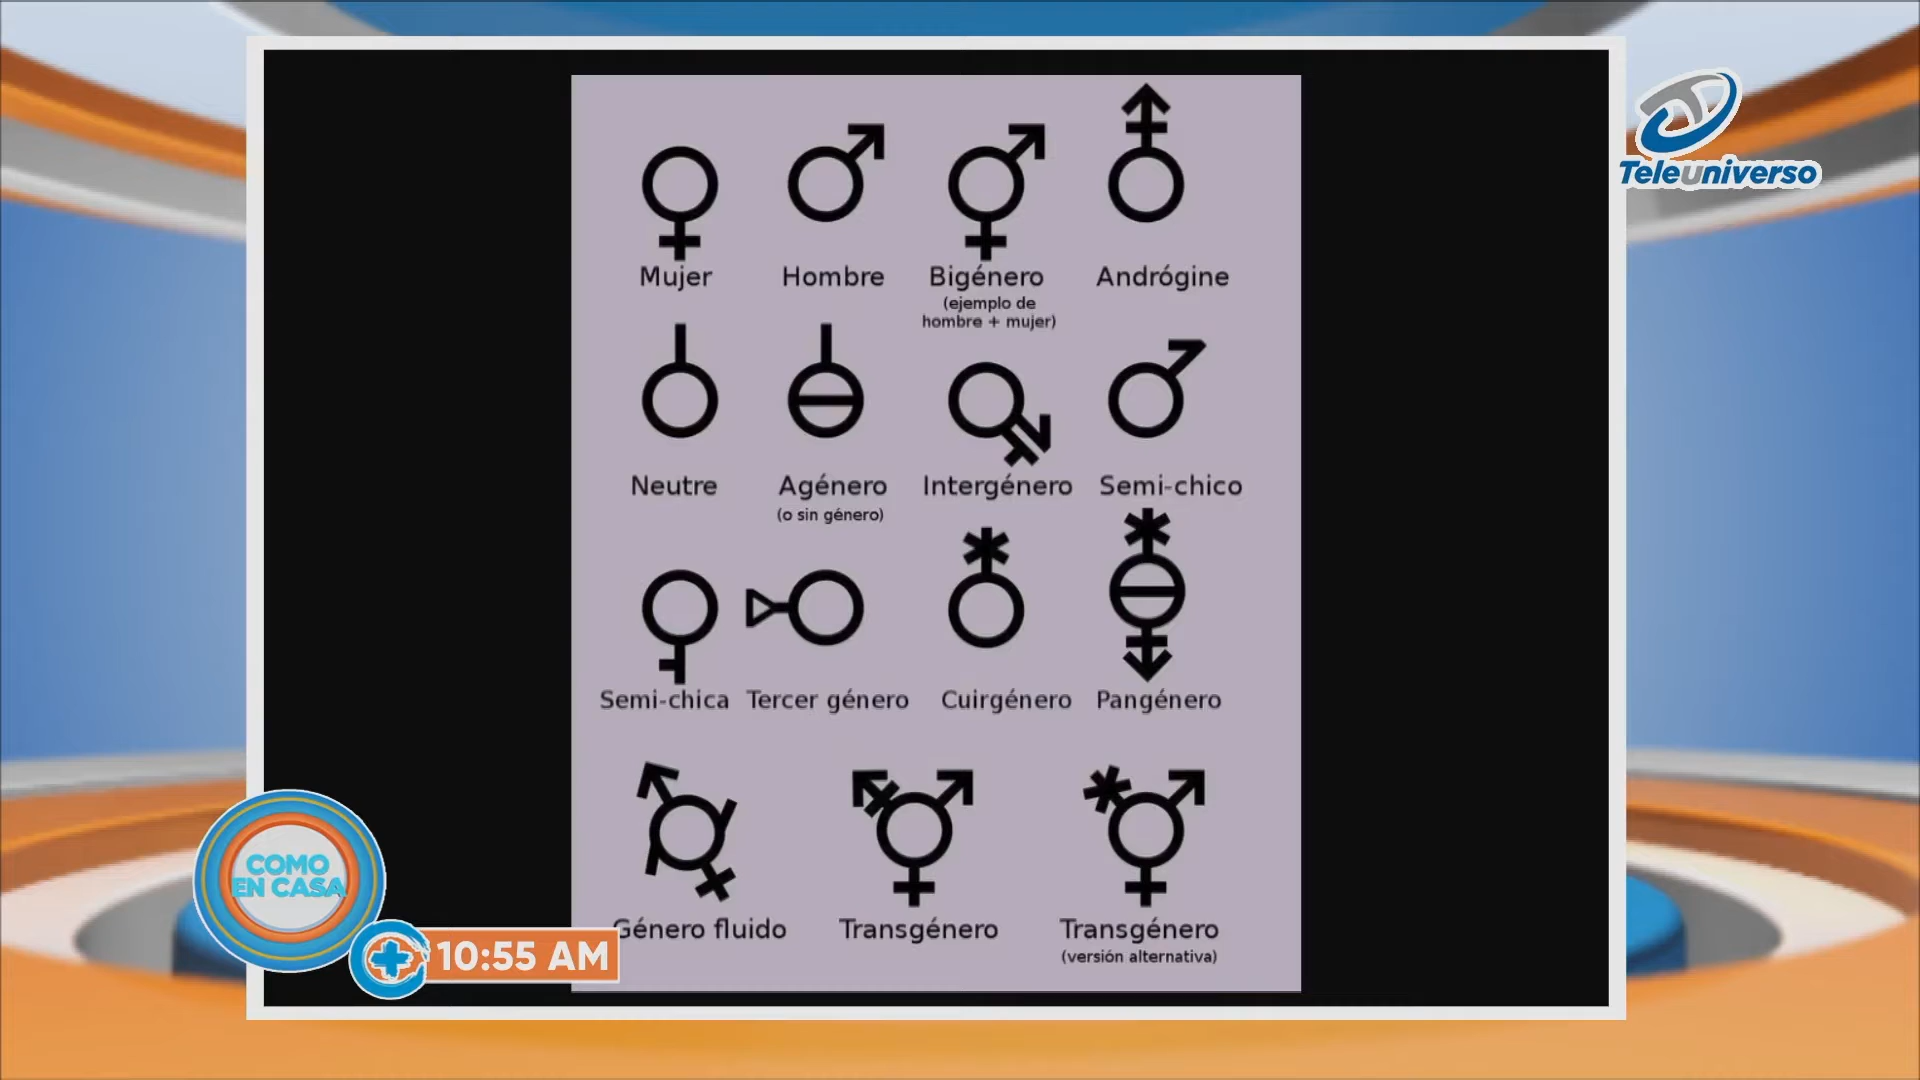 Teleuniverso
Mujer
Hombre
Bigénero
(ejemplo de
hombre + mujer)
Andrógine
Neutre
Agénero
(o sin género)
Intergénero
Semi-chico
Semi-chica
Tercer género
Cuirgénero
Pangénero
Género fluido
Transgénero
Transgénero
(versión alternativa)
COMO
EN CASA
10:55 AM